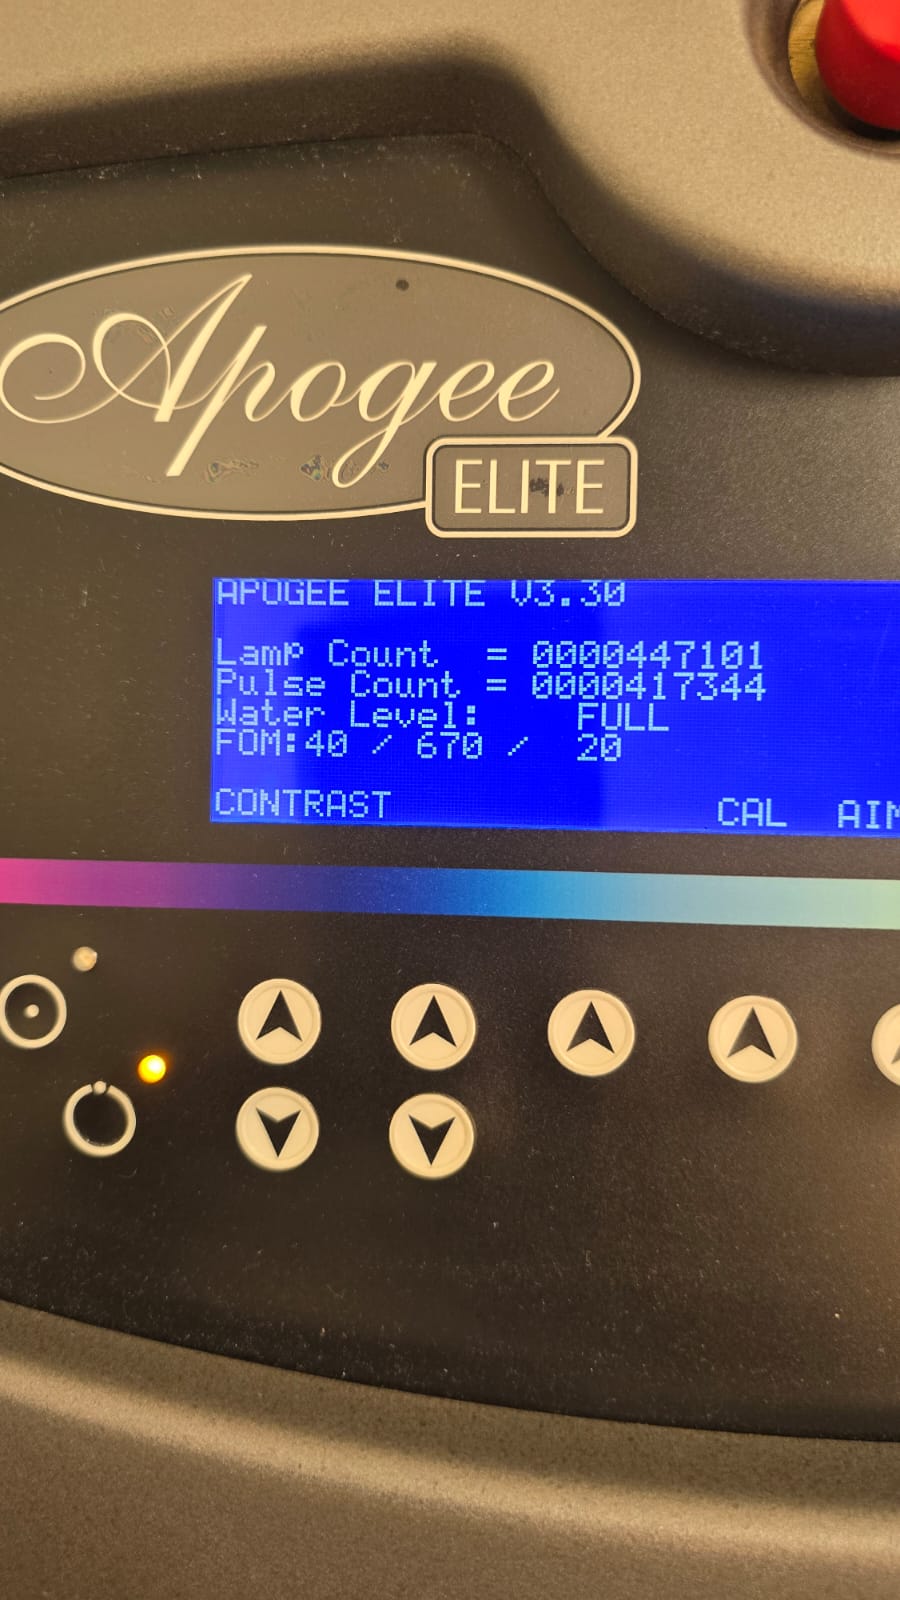 Apogee
ELITE
APOGEE ELITE V3.30
Lamp Count = 0000447101
Pulse Count = 0000417344
Water Level: FULL
FOM:40 / 670 / 20
CONTRAST CAL AIM